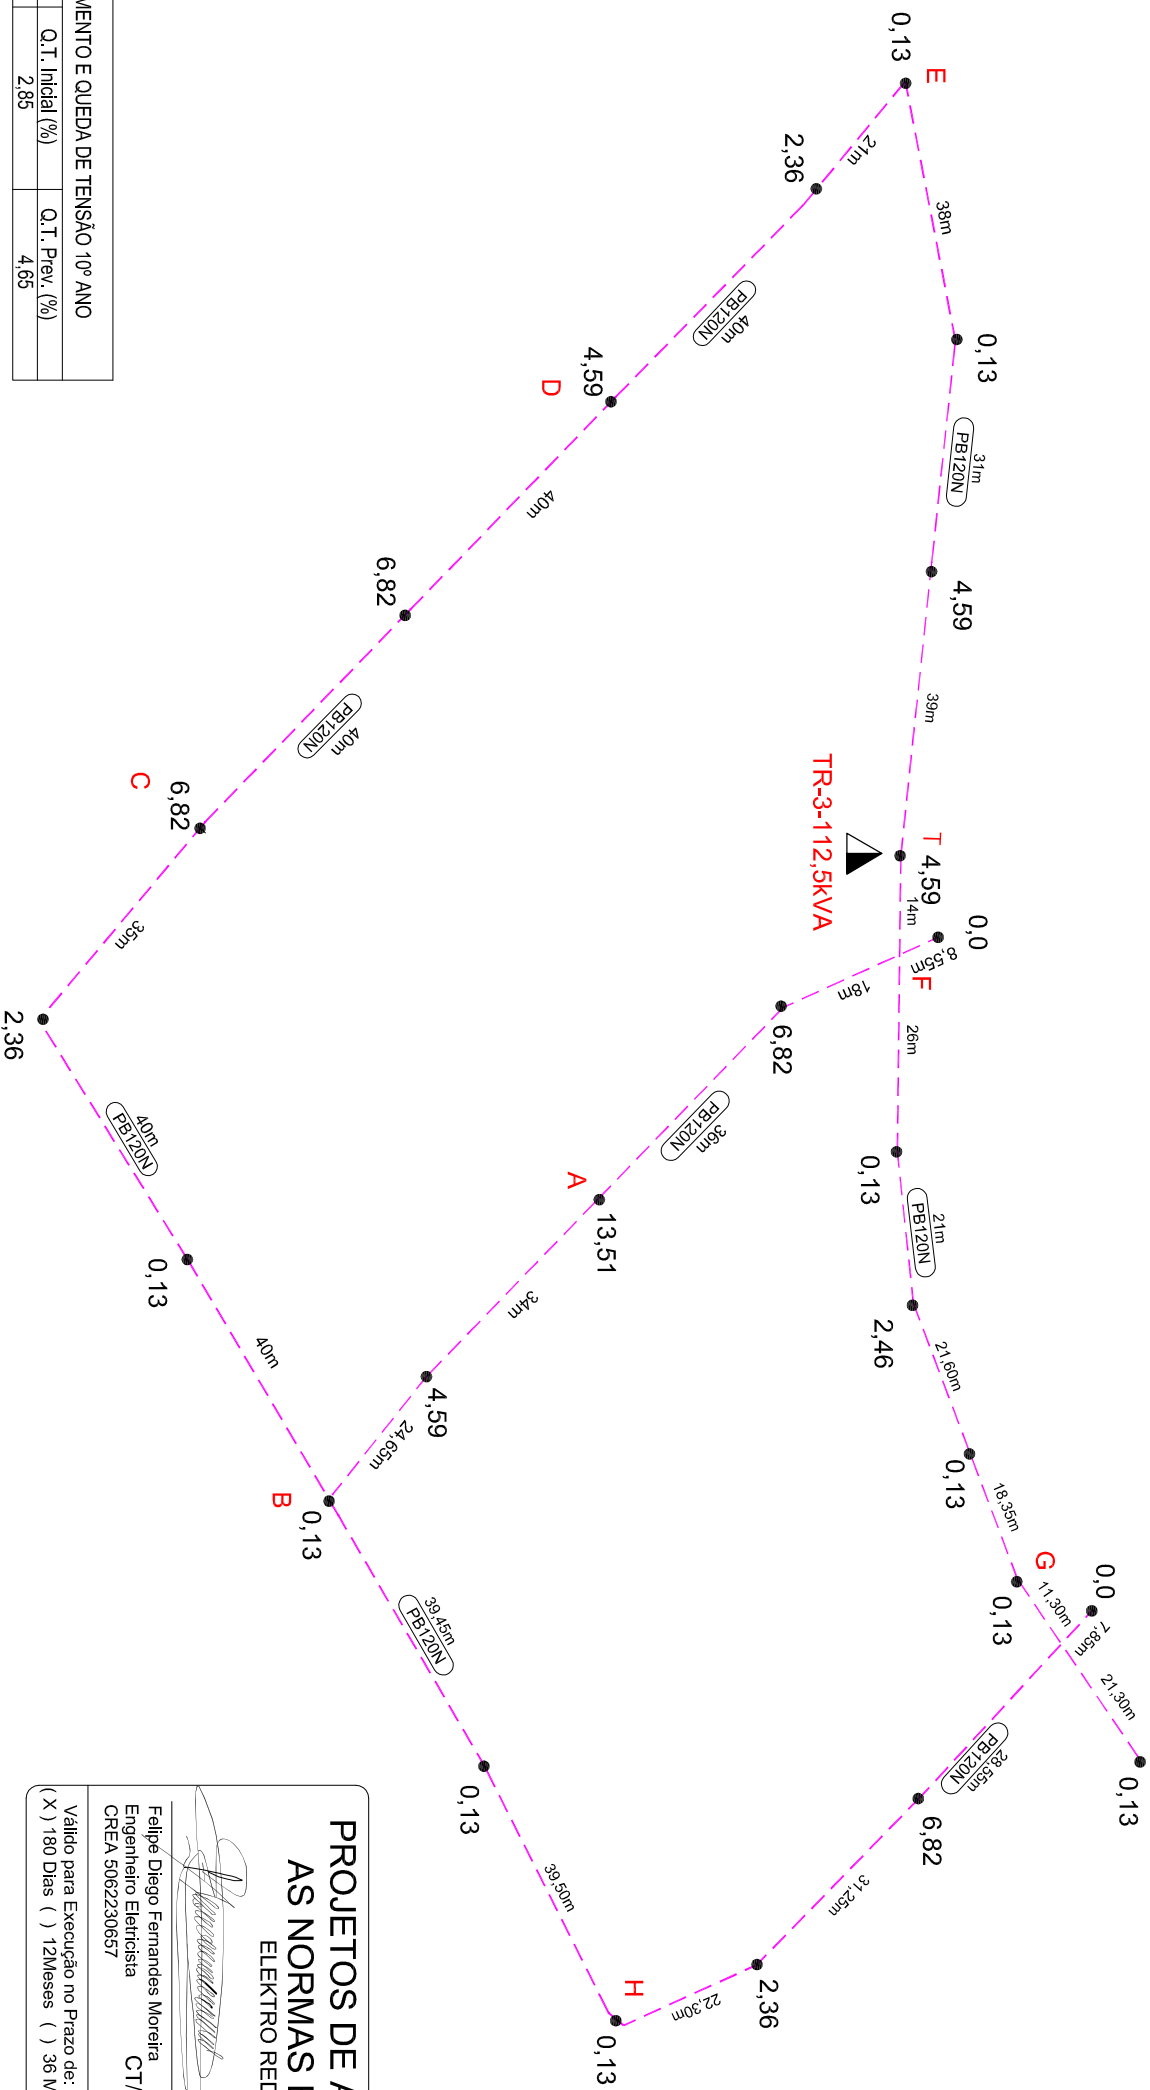 MENTO E QUEDA DE TENSÃO 10º ANO
Q.T. Inicial (%)
Q.T. Prev. (%)
2,85
4,65
E
0,13
38m
0,13
31m
PB120N
4,59
39m
T
4,59
TR-3-112,5kVA
14m
0,0
8,55m
F
18m
26m
0,13
21m
PB120N
2,46
21,60m
0,13
18,35m
G
0,13
11,30m
0,0
7,85m
21,30m
0,13
28,55m
PB120N
6,82
31,25m
2,36
22,30m
H
0,13
21m
2,36
40m
PB120N
4,59
D
40m
6,82
40m
PB120N
6,82
C
35m
2,36
40m
PB120N
0,13
40m
6,82
36m
PB120N
A
13,51
34m
4,59
24,65m
B
0,13
39,45m
PB120N
0,13
39,50m
PROJETOS DE A
AS NORMAS
ELEKTRO RED
Felipe Diego Fernandes Moreira
Engenheiro Eletricista
CREA 5062230657
CT/
Válido para Execução no Prazo de:
( X ) 180 Dias ( ) 12Meses ( ) 36 M